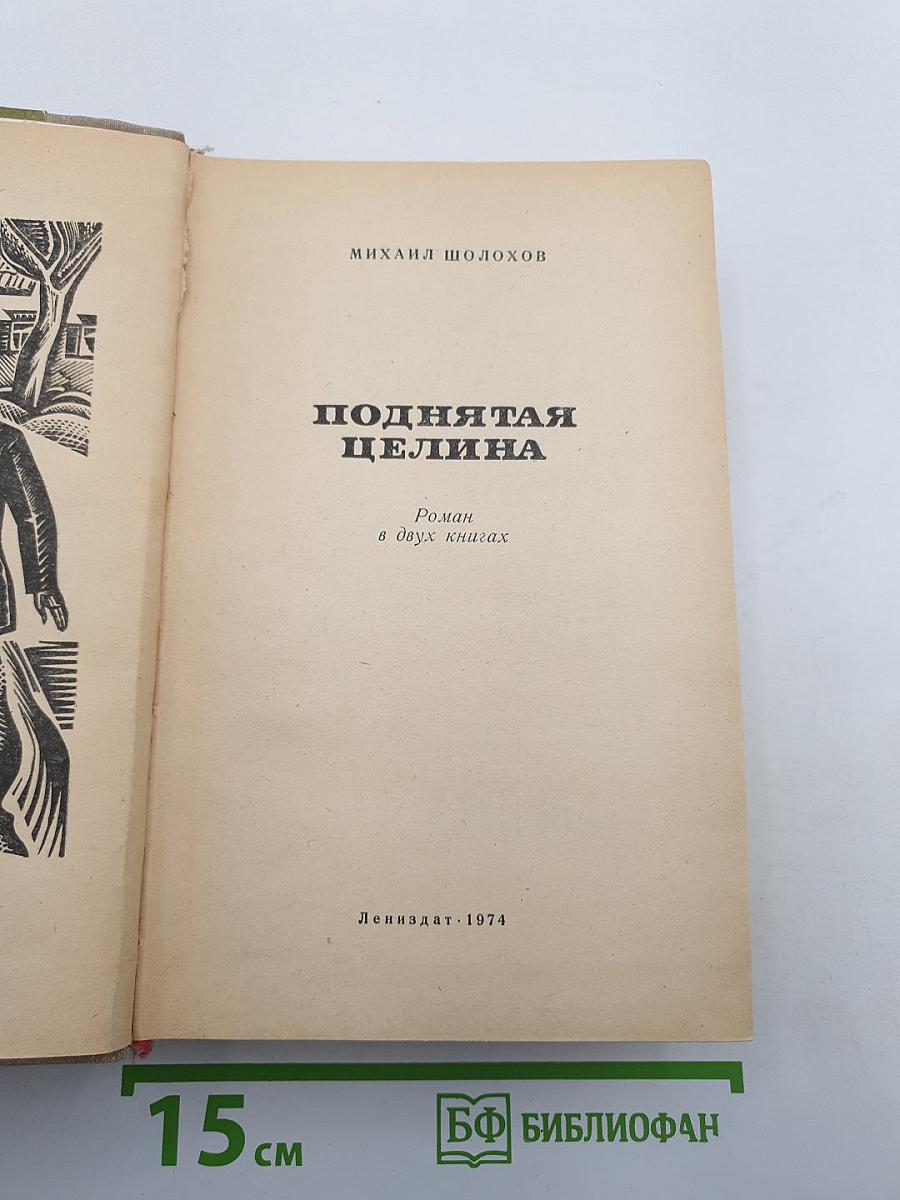 МИХАИЛ ШОЛОХОВ
ПОДНЯТАЯ
ЦЕЛИНА
Роман
в двух книгах
Лениздат · 1974
15 см
БФ БИБЛИОФАН